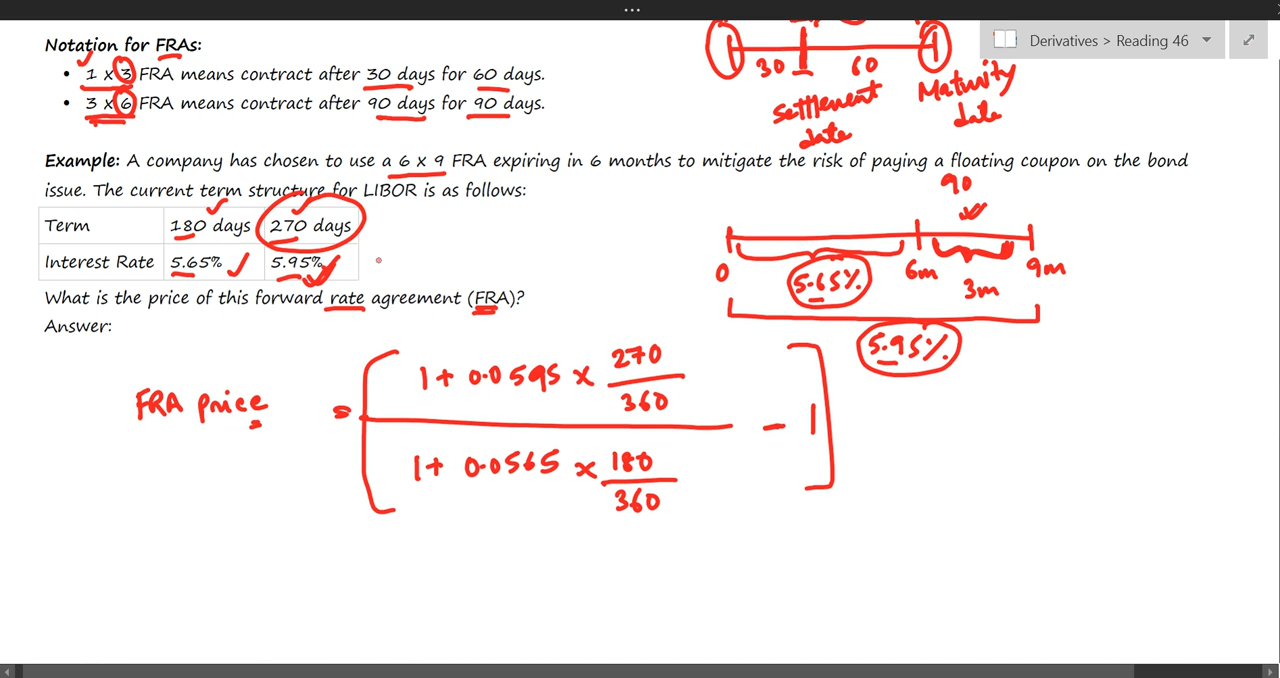 ...
Notation for FRAs:
Derivatives > Reading 46
• 1 x 3 FRA means contract after 30 days for 60 days.
• 3 x 6 FRA means contract after 90 days for 90 days.
30 60
Settlement date
Maturity date
Example: A company has chosen to use a 6 x 9 FRA expiring in 6 months to mitigate the risk of paying a floating coupon on the bond
issue. The current term structure for LIBOR is as follows:
Term 180 days 270 days
Interest Rate 5.65% 5.95%
90
0 5.65% 6m 3m 9m
5.95%
What is the price of this forward rate agreement (FRA)?
Answer:
1 + 0.0595 x 270
360
FRA price = - 1
1 + 0.0565 x 180
360